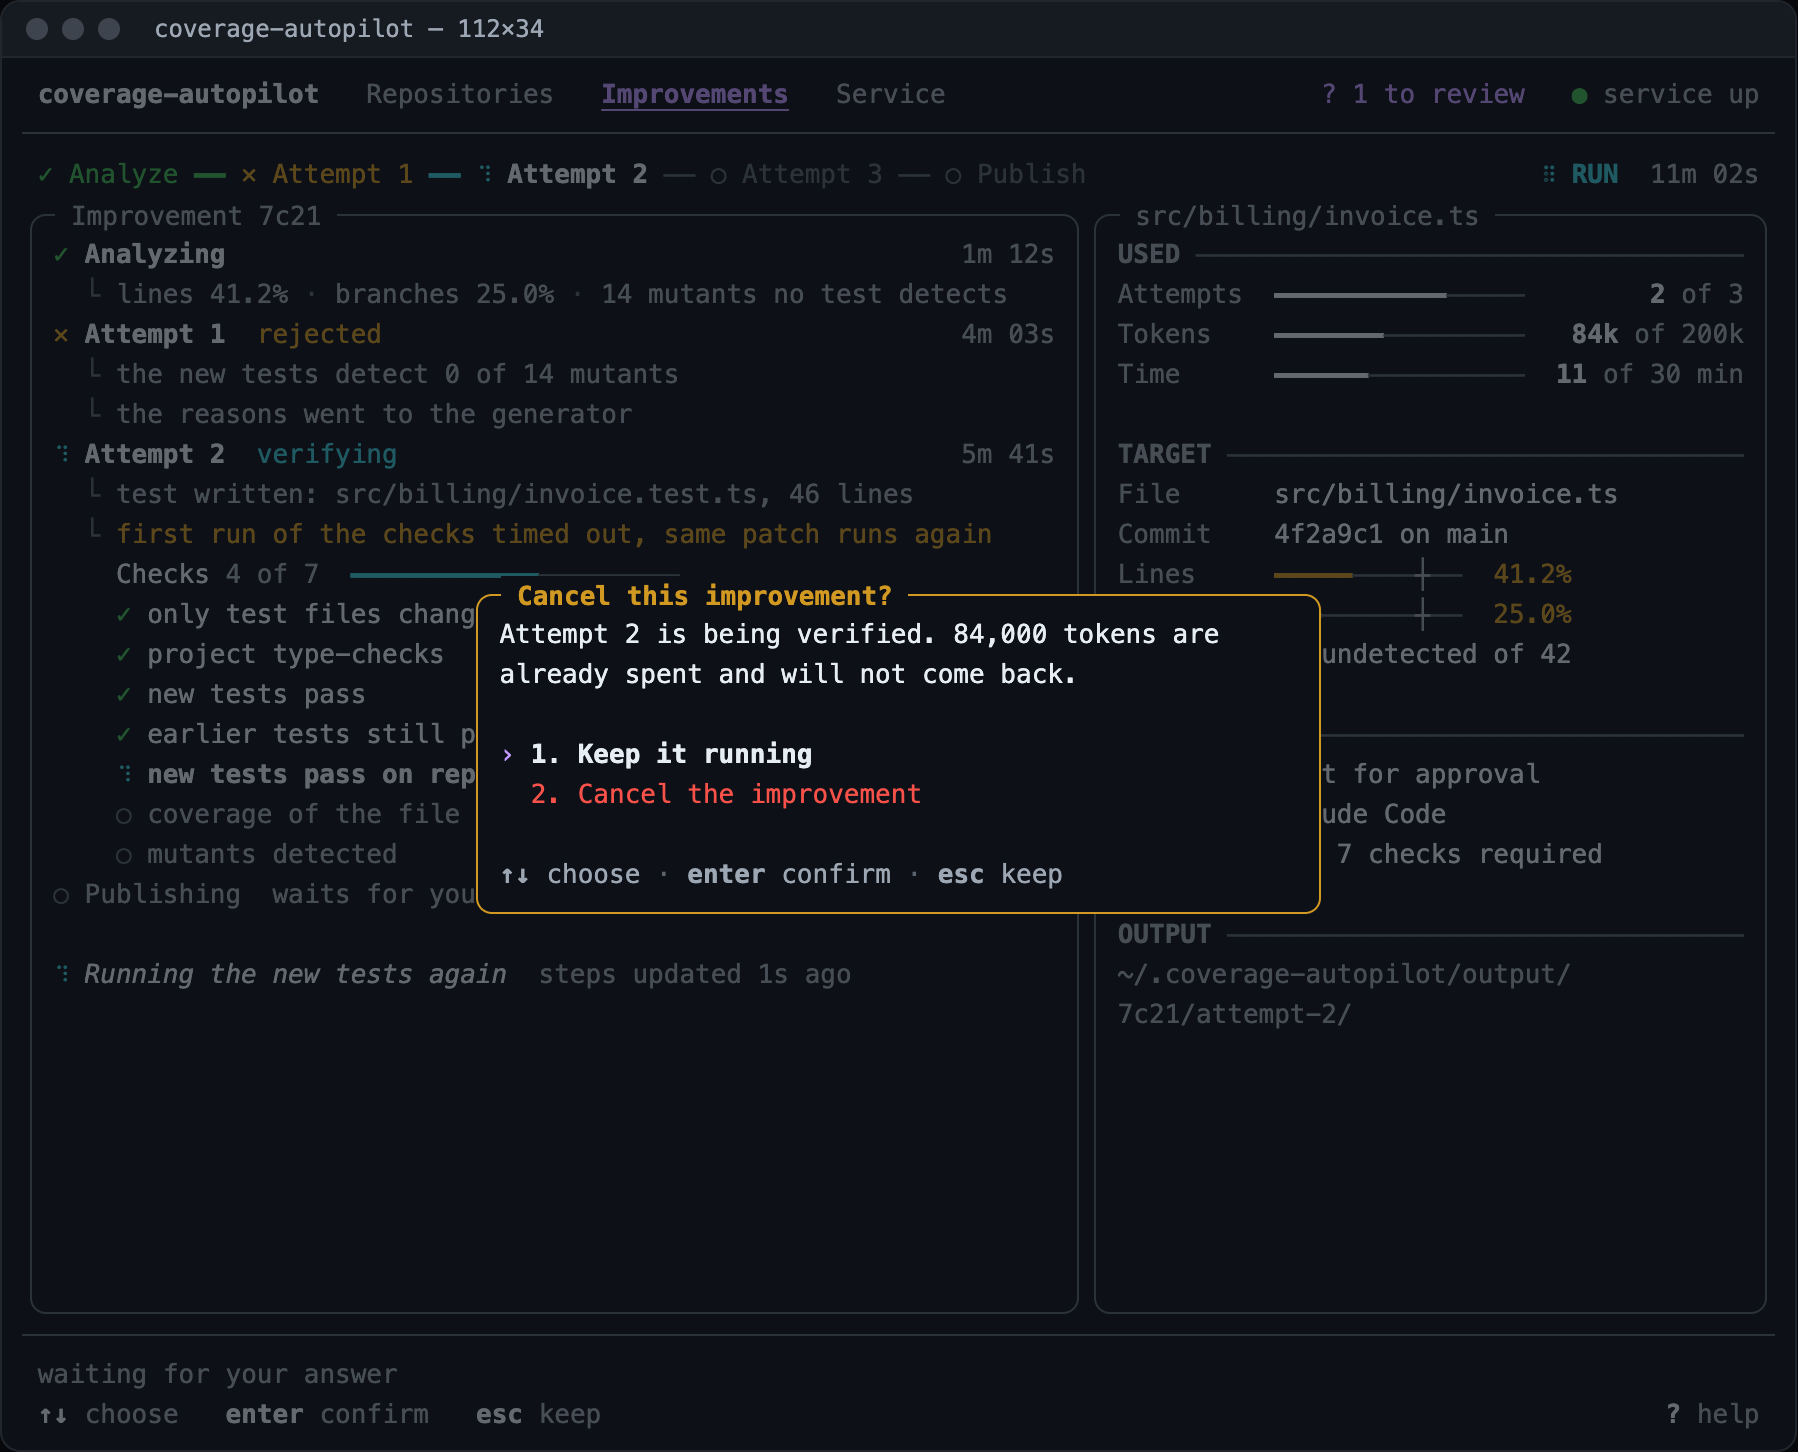 coverage-autopilot — 112×34
coverage-autopilot Repositories Improvements Service ? 1 to review ● service up
✓ Analyze ── × Attempt 1 ── ⠹ Attempt 2 ── ○ Attempt 3 ── ○ Publish ⠿ RUN 11m 02s
Improvement 7c21
✓ Analyzing 1m 12s
└ lines 41.2% · branches 25.0% · 14 mutants no test detects
× Attempt 1 rejected 4m 03s
└ the new tests detect 0 of 14 mutants
└ the reasons went to the generator
⠹ Attempt 2 verifying 5m 41s
└ test written: src/billing/invoice.test.ts, 46 lines
└ first run of the checks timed out, same patch runs again
Checks 4 of 7
✓ only test files chang
✓ project type-checks
✓ new tests pass
✓ earlier tests still p
⠹ new tests pass on rep
○ coverage of the file
○ mutants detected
○ Publishing waits for you
⠹ Running the new tests again steps updated 1s ago
Cancel this improvement?
Attempt 2 is being verified. 84,000 tokens are
already spent and will not come back.
› 1. Keep it running
2. Cancel the improvement
↑↓ choose · enter confirm · esc keep
src/billing/invoice.ts
USED
Attempts 2 of 3
Tokens 84k of 200k
Time 11 of 30 min
TARGET
File src/billing/invoice.ts
Commit 4f2a9c1 on main
Lines 41.2%
25.0%
undetected of 42
t for approval
ude Code
7 checks required
OUTPUT
~/.coverage-autopilot/output/
7c21/attempt-2/
waiting for your answer
↑↓ choose enter confirm esc keep ? help